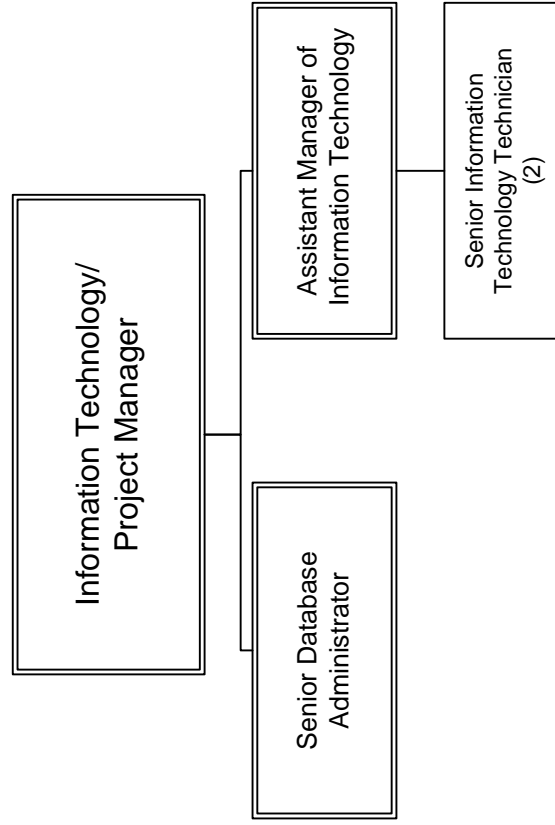 Information Technology/
Project Manager
Senior Database
Administrator
Assistant Manager of
Information Technology
Senior Information
Technology Technician
(2)